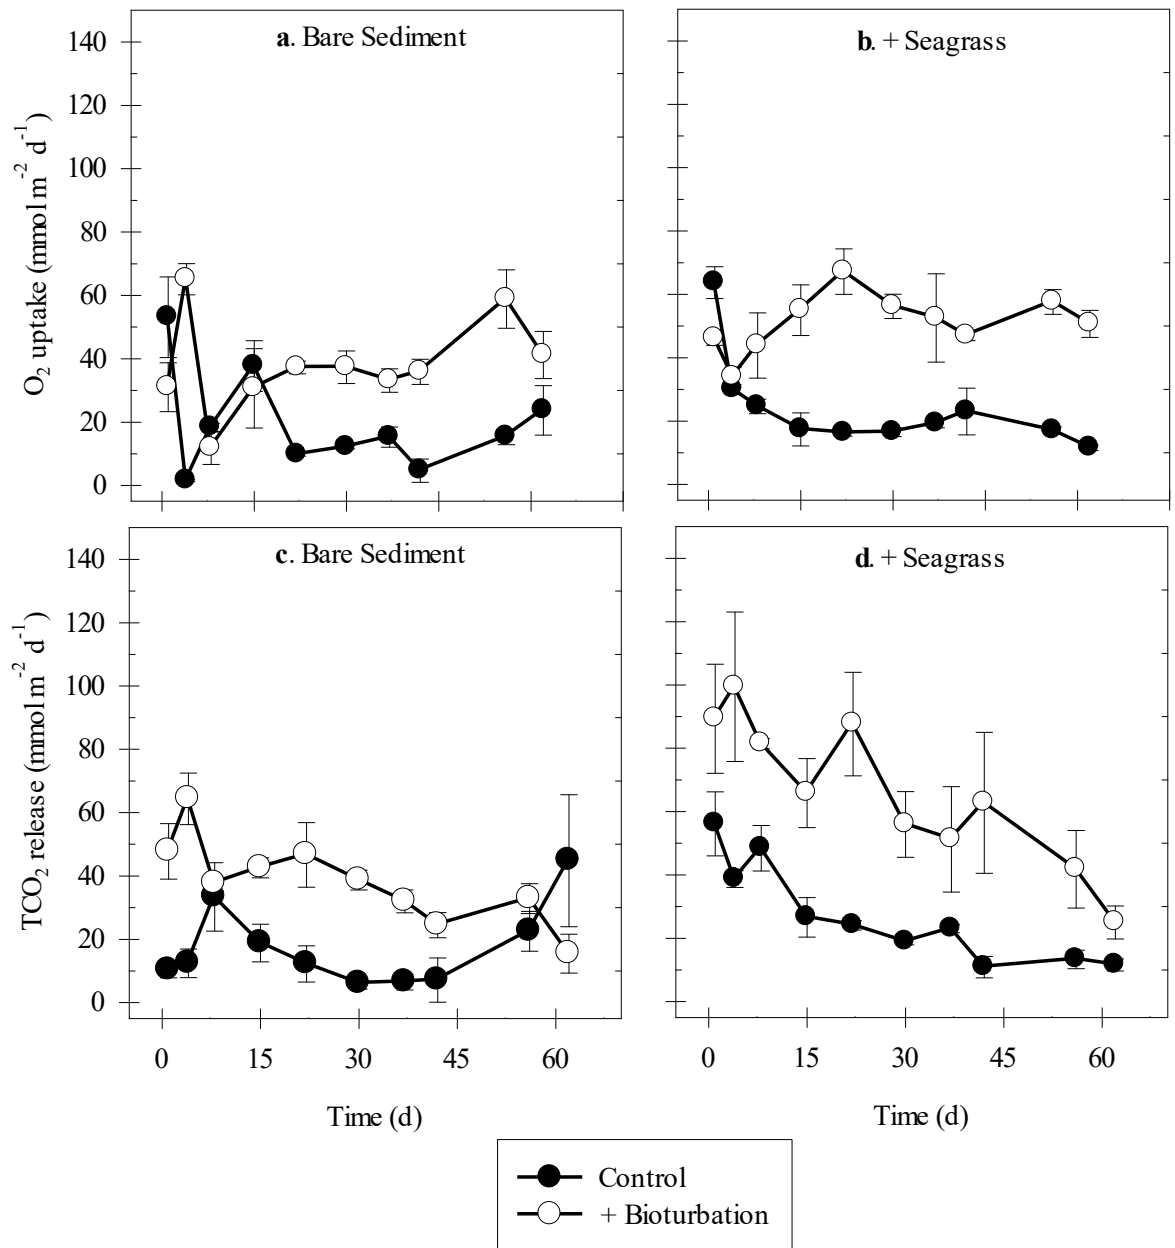 a. Bare Sediment
b. + Seagrass
140
120
100
80
60
40
20
0
O₂ uptake (mmol m⁻² d⁻¹)
c. Bare Sediment
d. + Seagrass
140
120
100
80
60
40
20
0
TCO₂ release (mmol m⁻² d⁻¹)
0 15 30 45 60
0 15 30 45 60
Time (d)
Time (d)
Control
+ Bioturbation